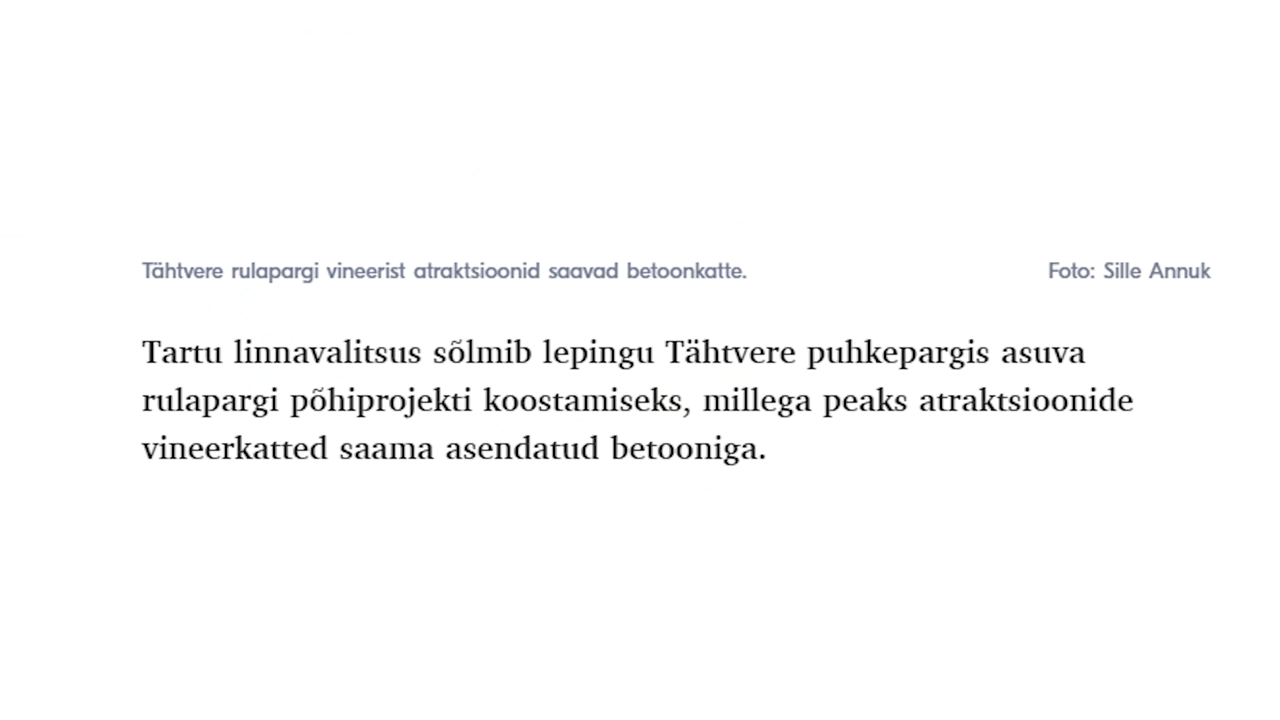 Tähtvere rulapargi vineerist atraktsioonid saavad betoonkatte. Foto: Sille Annuk
Tartu linnavalitsus sõlmib lepingu Tähtvere puhkepargis asuva
rulapargi põhiprojekti koostamiseks, millega peaks atraktsioonide
vineerkatted saama asendatud betooniga.